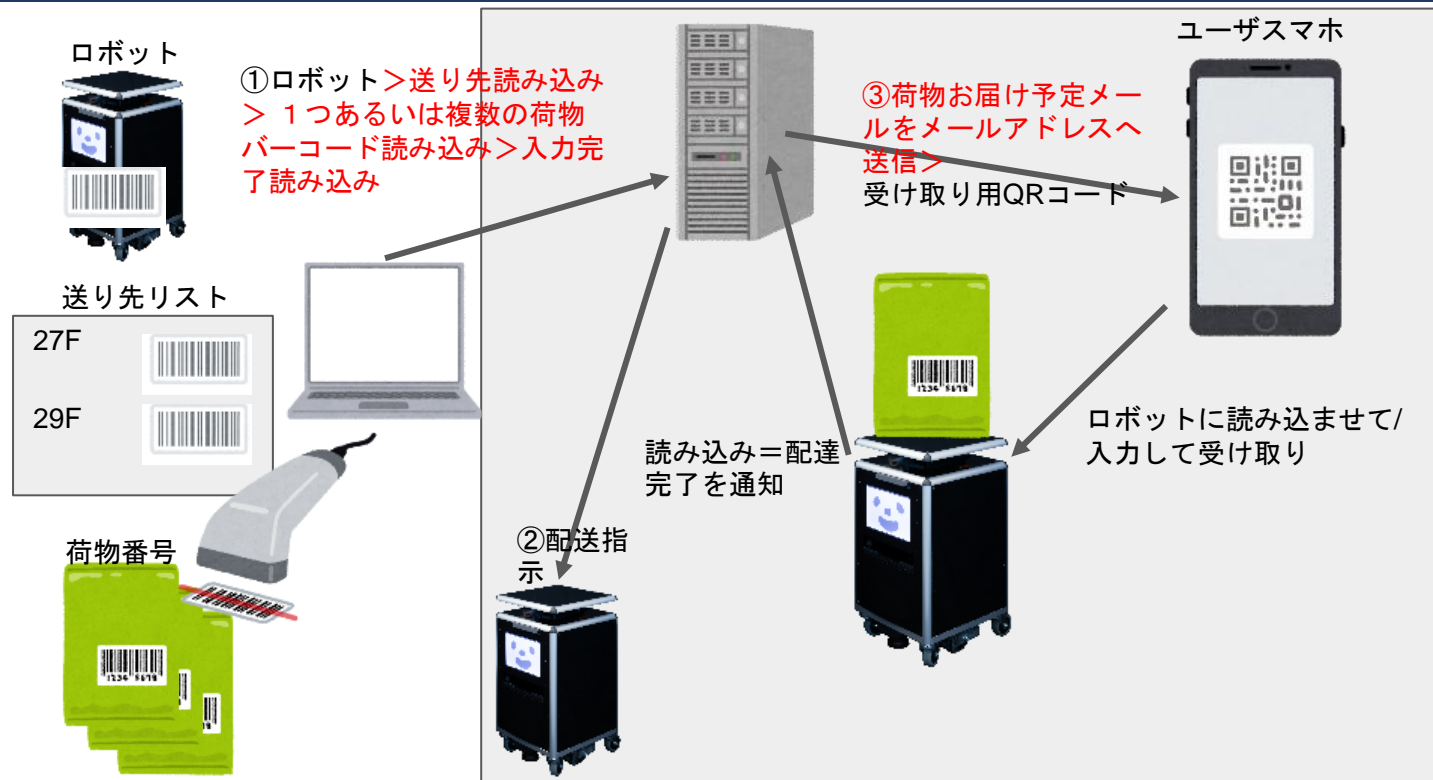 ロボット
①ロボット＞送り先読み込み
＞ １つあるいは複数の荷物
バーコード読み込み＞入力完
了読み込み
送り先リスト
27F
29F
荷物番号
1234 5678
②配送指
示
読み込み＝配達
完了を通知
1234 5678
③荷物お届け予定メー
ルをメールアドレスへ
送信＞
受け取り用QRコード
ユーザスマホ
ロボットに読み込ませて/
入力して受け取り